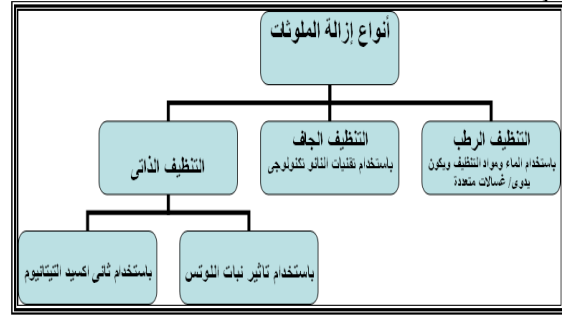 أنواع إزالة الملوثات
التنظيف الرطب
باستخدام الماء ومواد التنظيف ويكون
يدوى/ غسالات متعددة
التنظيف الجاف
باستخدام تقنيات النانو تكنولوجى
التنظيف الذاتى
باستخدام تاثير نبات اللوتس
باستخدام ثانى اكسيد التيتانيوم